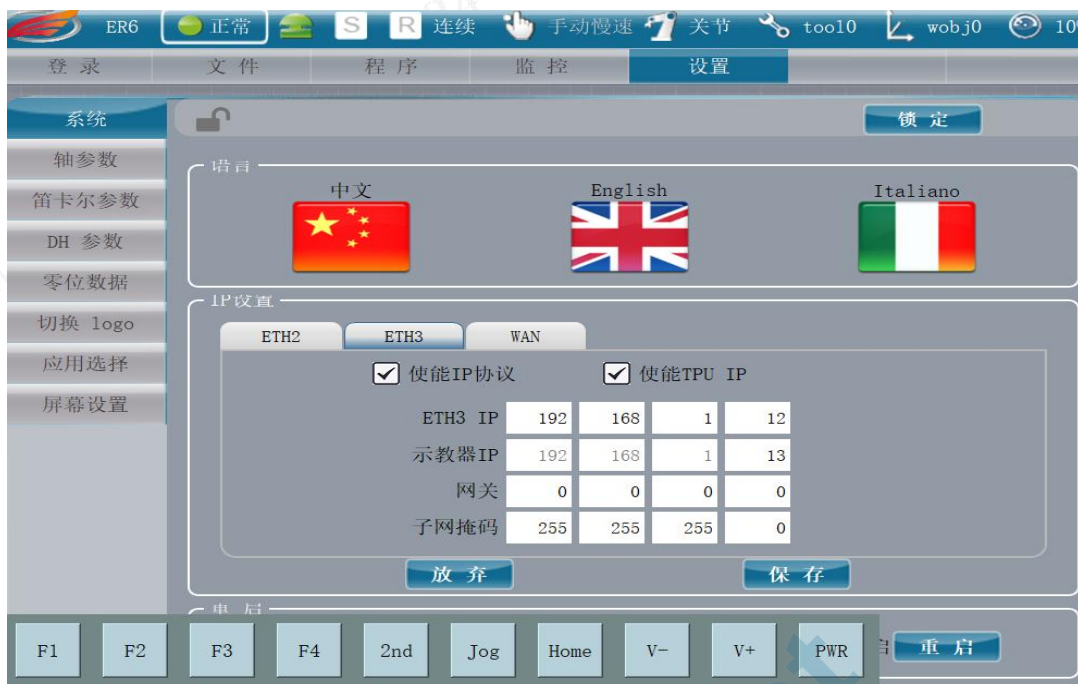 ER6 正常 S R 连续 手动慢速 关节 tool0 wobj0 10%
登录 文件 程序 监控 设置
系统
锁定
轴参数
笛卡尔参数
DH 参数
零位数据
切换 logo
应用选择
屏幕设置
语言
中文 English Italiano
IP设置
ETH2 ETH3 WAN
使能IP协议 使能TPU IP
ETH3 IP 192 168 1 12
示教器IP 192 168 1 13
网关 0 0 0 0
子网掩码 255 255 255 0
放弃 保存
重启
F1 F2 F3 F4 2nd Jog Home V- V+ PWR 重启